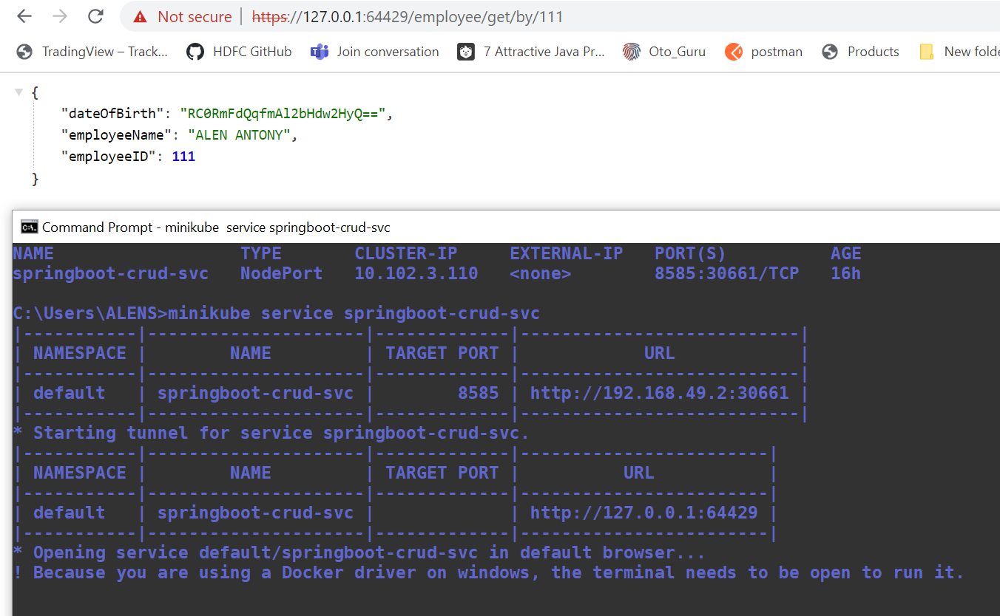 Not secure | https://127.0.0.1:64429/employee/get/by/111
TradingView – Track... HDFC GitHub Join conversation 7 Attractive Java Pr... Oto_Guru postman Products New folde
{
"dateOfBirth": "RC0RmFdQqfmAl2bHdw2HyQ==",
"employeeName": "ALEN ANTONY",
"employeeID": 111
}
C:\. Command Prompt - minikube  service springboot-crud-svc
NAME TYPE CLUSTER-IP EXTERNAL-IP PORT(S) AGE
springboot-crud-svc NodePort 10.102.3.110 <none> 8585:30661/TCP 16h
C:\Users\ALENS>minikube service springboot-crud-svc
|-----------|---------------------|-------------|---------------------------|
| NAMESPACE | NAME | TARGET PORT | URL |
|-----------|---------------------|-------------|---------------------------|
| default | springboot-crud-svc | 8585 | http://192.168.49.2:30661 |
|-----------|---------------------|-------------|---------------------------|
* Starting tunnel for service springboot-crud-svc.
|-----------|---------------------|-------------|------------------------|
| NAMESPACE | NAME | TARGET PORT | URL |
|-----------|---------------------|-------------|------------------------|
| default | springboot-crud-svc | | http://127.0.0.1:64429 |
|-----------|---------------------|-------------|------------------------|
* Opening service default/springboot-crud-svc in default browser...
! Because you are using a Docker driver on windows, the terminal needs to be open to run it.